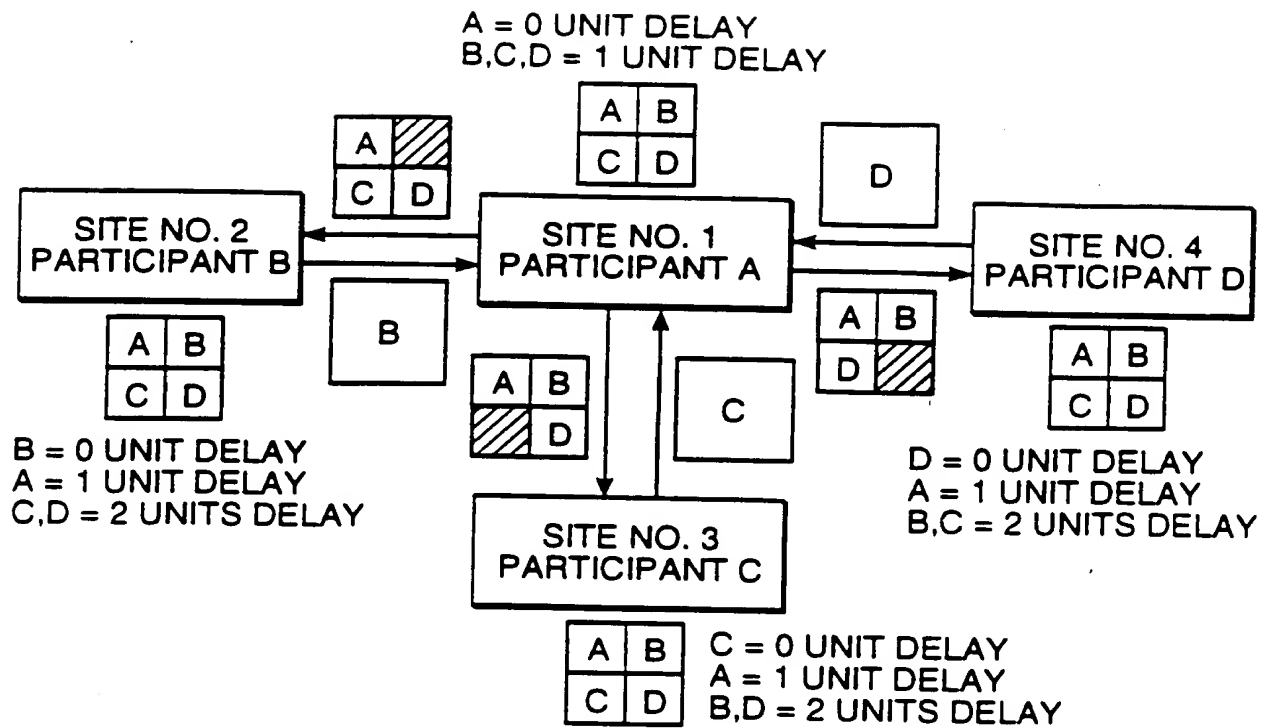 A = 0 UNIT DELAY
B,C,D = 1 UNIT DELAY
A B
C D
A
C D
D
SITE NO. 2
PARTICIPANT B
SITE NO. 1
PARTICIPANT A
SITE NO. 4
PARTICIPANT D
B
A B
C D
A B
D
C
A B
D
A B
C D
B = 0 UNIT DELAY
A = 1 UNIT DELAY
C,D = 2 UNITS DELAY
D = 0 UNIT DELAY
A = 1 UNIT DELAY
B,C = 2 UNITS DELAY
SITE NO. 3
PARTICIPANT C
A B
C D
C = 0 UNIT DELAY
A = 1 UNIT DELAY
B,D = 2 UNITS DELAY